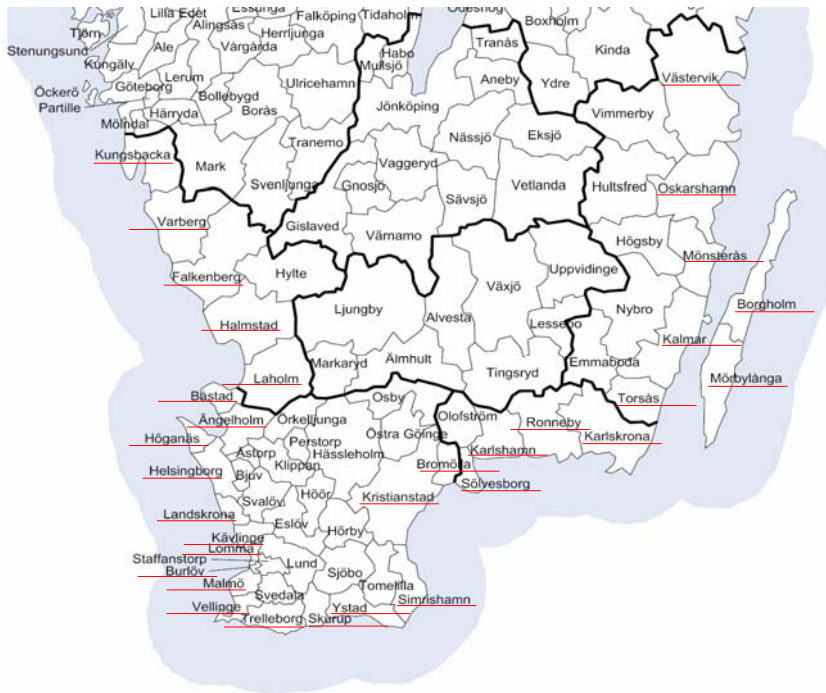 Lilla Edet
Essunga
Falköping
Tidaholm
Ödeshög
Boxholm
Tjörn
Alingsås
Herrljunga
Stenungsund
Ale
Vårgårda
Habo
Tranås
Kinda
Kungälv
Mullsjö
Lerum
Ulricehamn
Aneby
Ydre
Västervik
Öckerö
Göteborg
Bollebygd
Partille
Borås
Jönköping
Härryda
Vimmerby
Mölndal
Nässjö
Eksjö
Tranemo
Kungsbacka
Mark
Vaggeryd
Svenljunga
Gnosjö
Vetlanda
Hultsfred
Oskarshamn
Sävsjö
Varberg
Gislaved
Värnamo
Högsby
Mönsterås
Falkenberg
Hylte
Uppvidinge
Växjö
Ljungby
Nybro
Borgholm
Halmstad
Alvesta
Lessebo
Kalmar
Markaryd
Älmhult
Emmaboda
Laholm
Tingsryd
Mörbylånga
Båstad
Osby
Torsås
Ängelholm
Örkelljunga
Olofström
Ronneby
Höganäs
Perstorp
Östra Göinge
Karlskrona
Åstorp
Hässleholm
Karlshamn
Helsingborg
Klippan
Bromölla
Bjuv
Sölvesborg
Svalöv
Höör
Kristianstad
Landskrona
Eslöv
Hörby
Kävlinge
Lomma
Staffanstorp
Lund
Burlöv
Sjöbo
Malmö
Tomelilla
Svedala
Simrishamn
Vellinge
Ystad
Trelleborg
Skurup